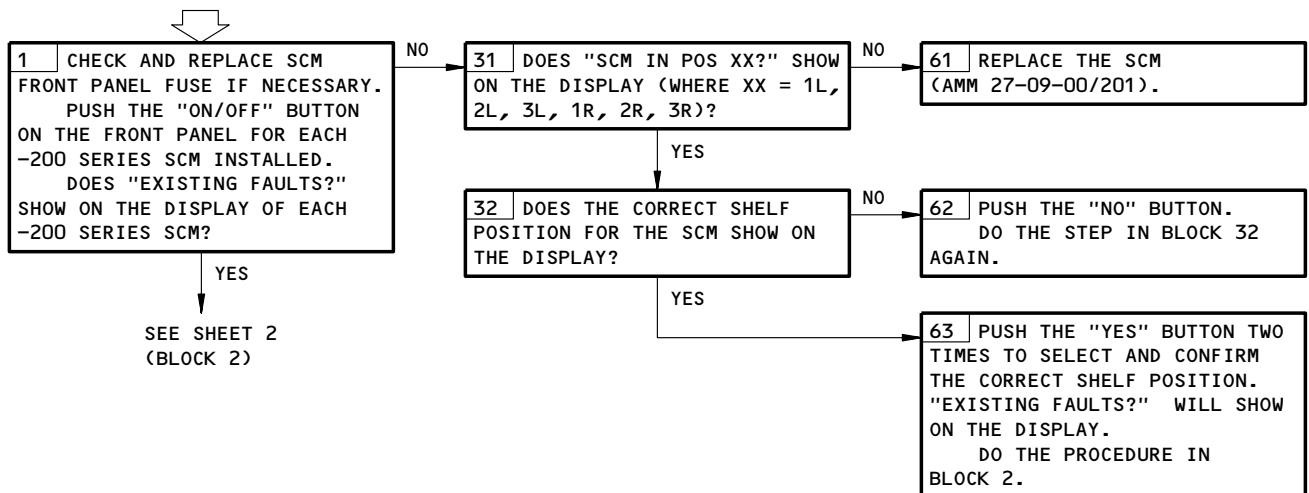 1 CHECK AND REPLACE SCM
FRONT PANEL FUSE IF NECESSARY.
PUSH THE "ON/OFF" BUTTON
ON THE FRONT PANEL FOR EACH
-200 SERIES SCM INSTALLED.
DOES "EXISTING FAULTS?"
SHOW ON THE DISPLAY OF EACH
-200 SERIES SCM?
NO
YES
SEE SHEET 2
(BLOCK 2)
31 DOES "SCM IN POS XX?" SHOW
ON THE DISPLAY (WHERE XX = 1L,
2L, 3L, 1R, 2R, 3R)?
NO
YES
61 REPLACE THE SCM
(AMM 27-09-00/201).
32 DOES THE CORRECT SHELF
POSITION FOR THE SCM SHOW ON
THE DISPLAY?
NO
YES
62 PUSH THE "NO" BUTTON.
DO THE STEP IN BLOCK 32
AGAIN.
63 PUSH THE "YES" BUTTON TWO
TIMES TO SELECT AND CONFIRM
THE CORRECT SHELF POSITION.
"EXISTING FAULTS?" WILL SHOW
ON THE DISPLAY.
DO THE PROCEDURE IN
BLOCK 2.